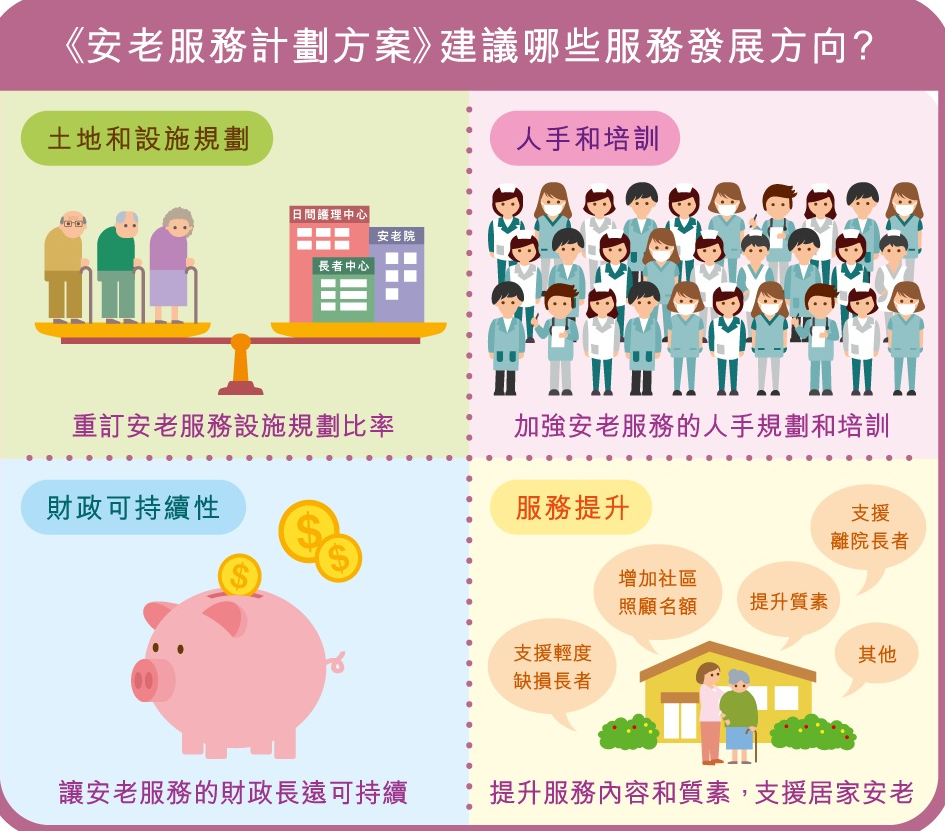 《安老服務計劃方案》建議哪些服務發展方向?
土地和設施規劃
日間護理中心
安老院
長者中心
重訂安老服務設施規劃比率
人手和培訓
加強安老服務的人手規劃和培訓
財政可持續性
$
$
$
讓安老服務的財政長遠可持續
服務提升
支援
離院長者
增加社區
照顧名額
提升質素
支援輕度
缺損長者
其他
提升服務內容和質素，支援居家安老